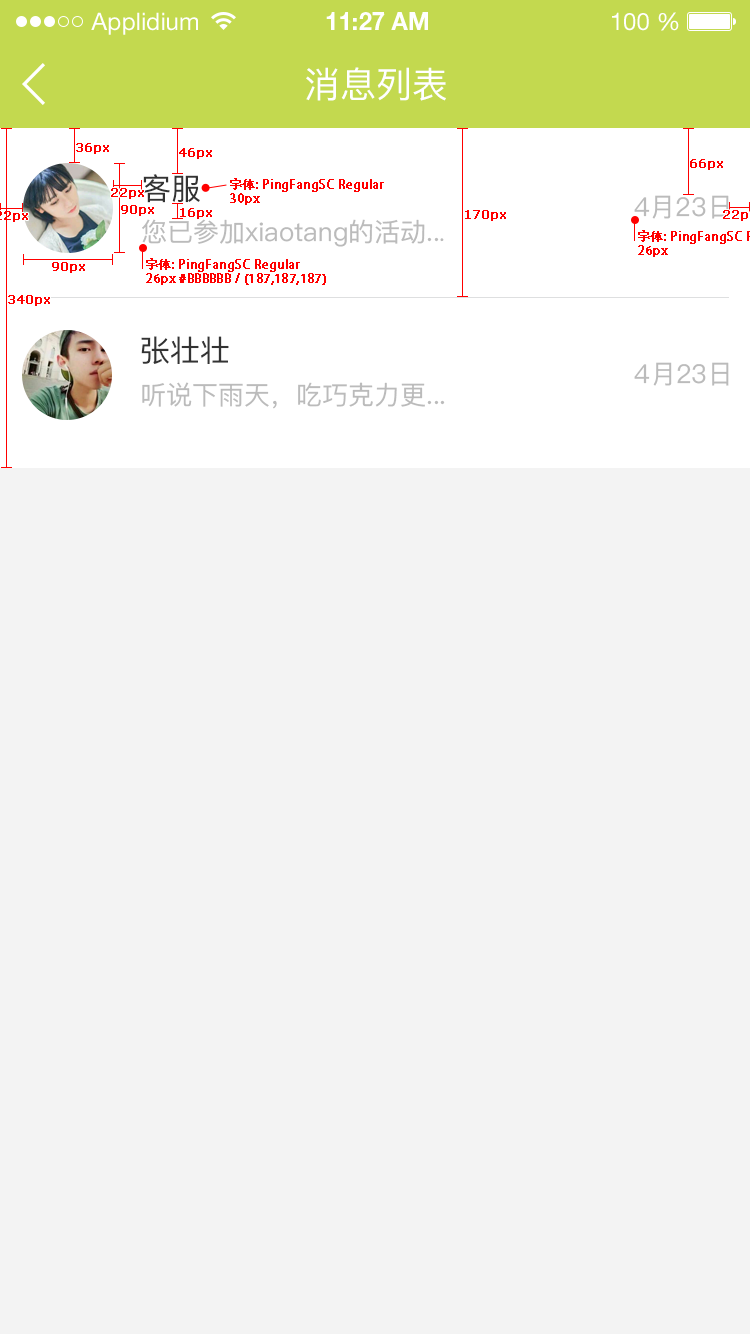 Applidium
11:27 AM
100 %
消息列表
36px
46px
66px
22px
90px
客服
字体: PingFangSC Regular
30px
16px
170px
4月23日
22p
22px
您已参加xiaotang的活动...
字体: PingFangSC R
26px
90px
字体: PingFangSC Regular
26px #BBBBBB / (187,187,187)
340px
张壮壮
4月23日
听说下雨天，吃巧克力更...